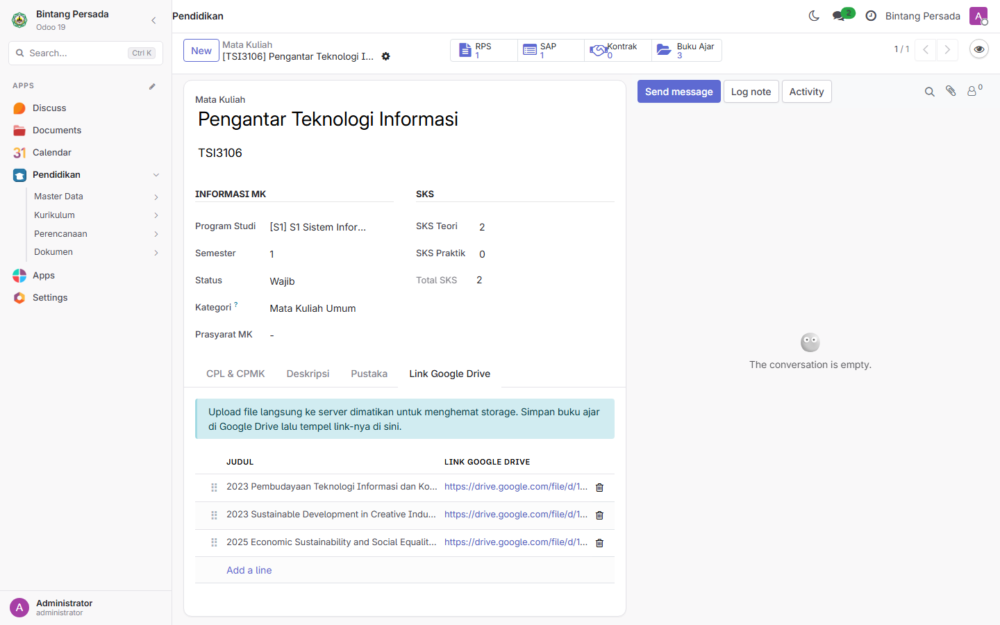 Bintang Persada
Odoo 19
Search...
Ctrl K
APPS
Discuss
Documents
31 Calendar
Pendidikan
Master Data
Kurikulum
Perencanaan
Dokumen
Apps
Settings
A
Administrator
administrator
Pendidikan
2
Bintang Persada
A
New
Mata Kuliah
[TSI3106] Pengantar Teknologi I...
RPS
1
SAP
1
Kontrak
0
Buku Ajar
3
1 / 1
Mata Kuliah
Pengantar Teknologi Informasi
TSI3106
INFORMASI MK
Program Studi [S1] S1 Sistem Infor...
Semester 1
Status Wajib
Kategori ? Mata Kuliah Umum
Prasyarat MK -
SKS
SKS Teori 2
SKS Praktik 0
Total SKS 2
CPL & CPMK Deskripsi Pustaka Link Google Drive
Upload file langsung ke server dimatikan untuk menghemat storage. Simpan buku ajar
di Google Drive lalu tempel link-nya di sini.
JUDUL LINK GOOGLE DRIVE
2023 Pembudayaan Teknologi Informasi dan Ko... https://drive.google.com/file/d/1...
2023 Sustainable Development in Creative Indu... https://drive.google.com/file/d/1...
2025 Economic Sustainability and Social Equalit... https://drive.google.com/file/d/1...
Add a line
Send message
Log note
Activity
0
The conversation is empty.